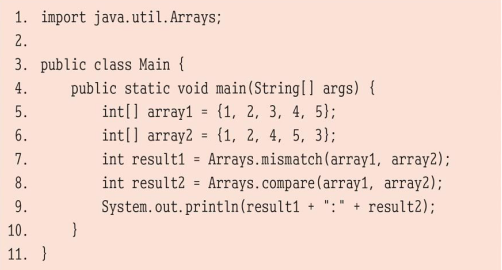 1. import java.util.Arrays;
2.
3. public class Main {
4.     public static void main(String[] args) {
5.         int[] array1 = {1, 2, 3, 4, 5};
6.         int[] array2 = {1, 2, 4, 5, 3};
7.         int result1 = Arrays.mismatch(array1, array2);
8.         int result2 = Arrays.compare(array1, array2);
9.         System.out.println(result1 + ":" + result2);
10.     }
11. }